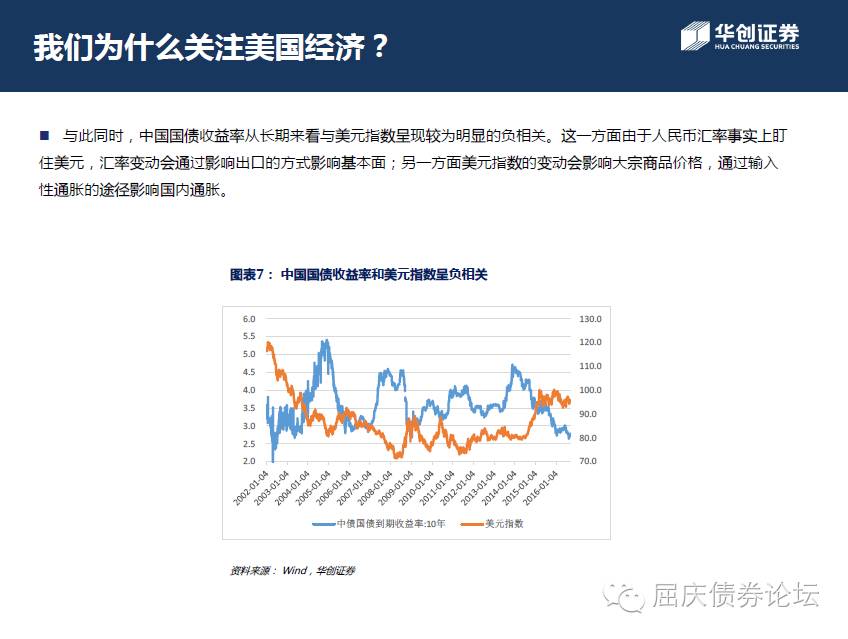 我们为什么关注美国经济？
华创证券
HUA CHUANG SECURITIES
■ 与此同时，中国国债收益率从长期来看与美元指数呈现较为明显的负相关。这一方面由于人民币汇率事实上盯
住美元，汇率变动会通过影响出口的方式影响基本面；另一方面美元指数的变动会影响大宗商品价格，通过输入
性通胀的途径影响国内通胀。
图表7： 中国国债收益率和美元指数呈负相关
6.0 130.0
5.5 120.0
5.0 110.0
4.5 100.0
4.0 90.0
3.5 80.0
3.0 70.0
2.5
2.0
2002-01-04
2003-01-04
2004-01-04
2005-01-04
2006-01-04
2007-01-04
2008-01-04
2009-01-04
2010-01-04
2011-01-04
2012-01-04
2013-01-04
2014-01-04
2015-01-04
2016-01-04
中债国债到期收益率:10年 美元指数
资料来源： Wind，华创证券
屈庆债券论坛